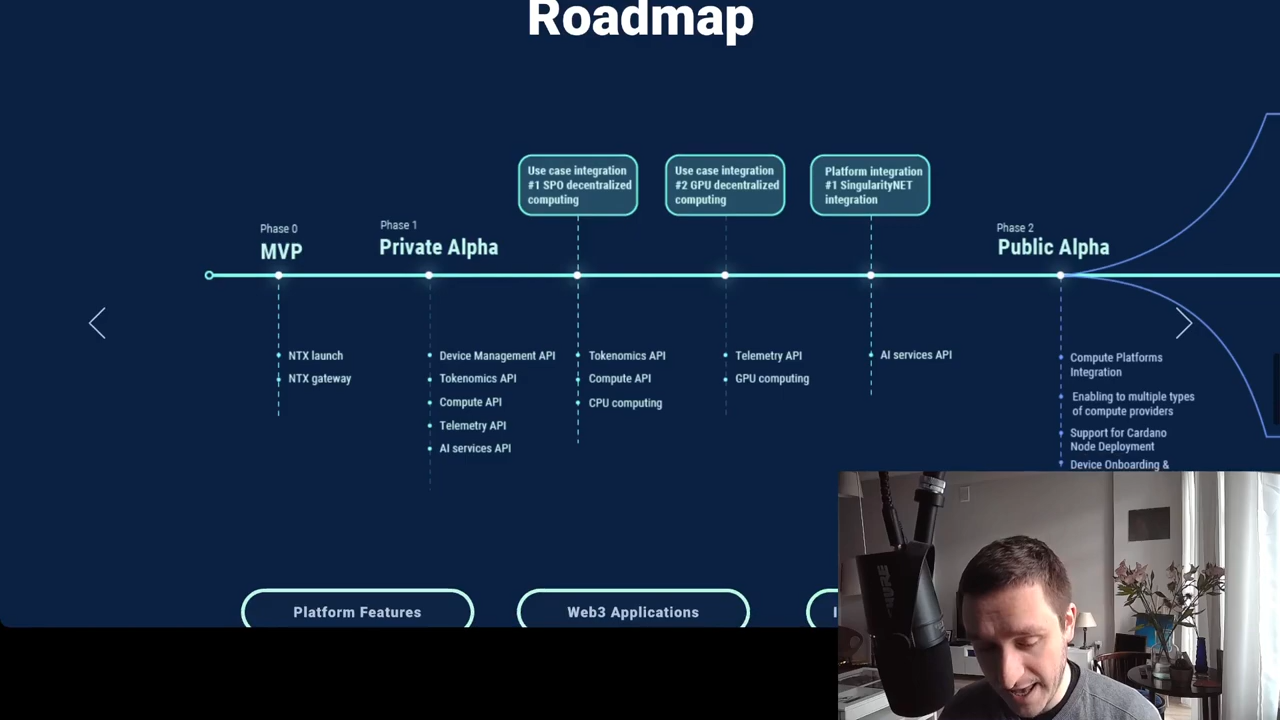 Roadmap
Use case integration
#1 SPO decentralized
computing
Use case integration
#2 GPU decentralized
computing
Platform integration
#1 SingularityNET
integration
Phase 0
MVP
Phase 1
Private Alpha
Phase 2
Public Alpha
NTX launch
NTX gateway
Device Management API
Tokenomics API
Compute API
Telemetry API
AI services API
Tokenomics API
Compute API
CPU computing
Telemetry API
GPU computing
AI services API
Compute Platforms
Integration
Enabling to multiple types
of compute providers
Support for Cardano
Node Deployment
Device Onboarding &
Platform Features
Web3 Applications
SHURE